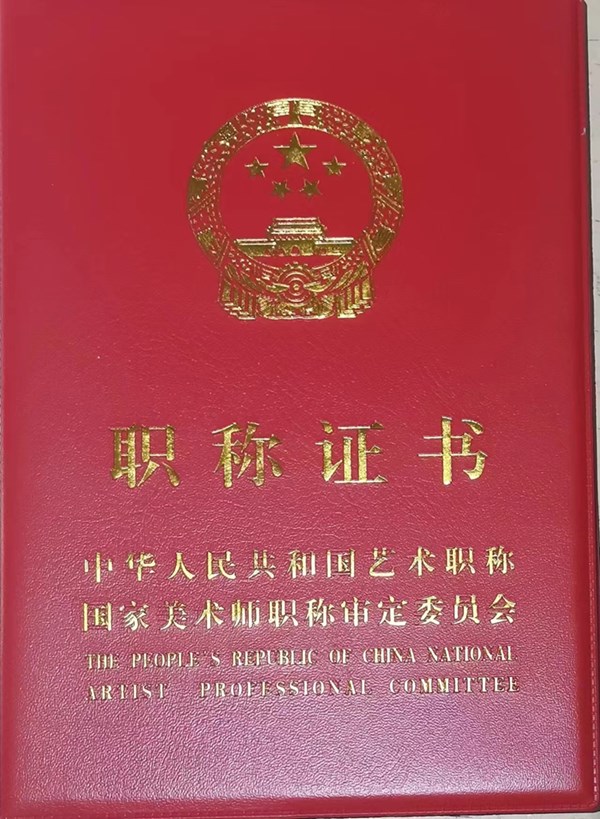 职称证书
中华人民共和国艺术职称
国家美术师职称审定委员会
THE PEOPLE'S REPUBLIC OF CHINA NATIONAL
ARTIST PROFESSIONAL COMMITTEE